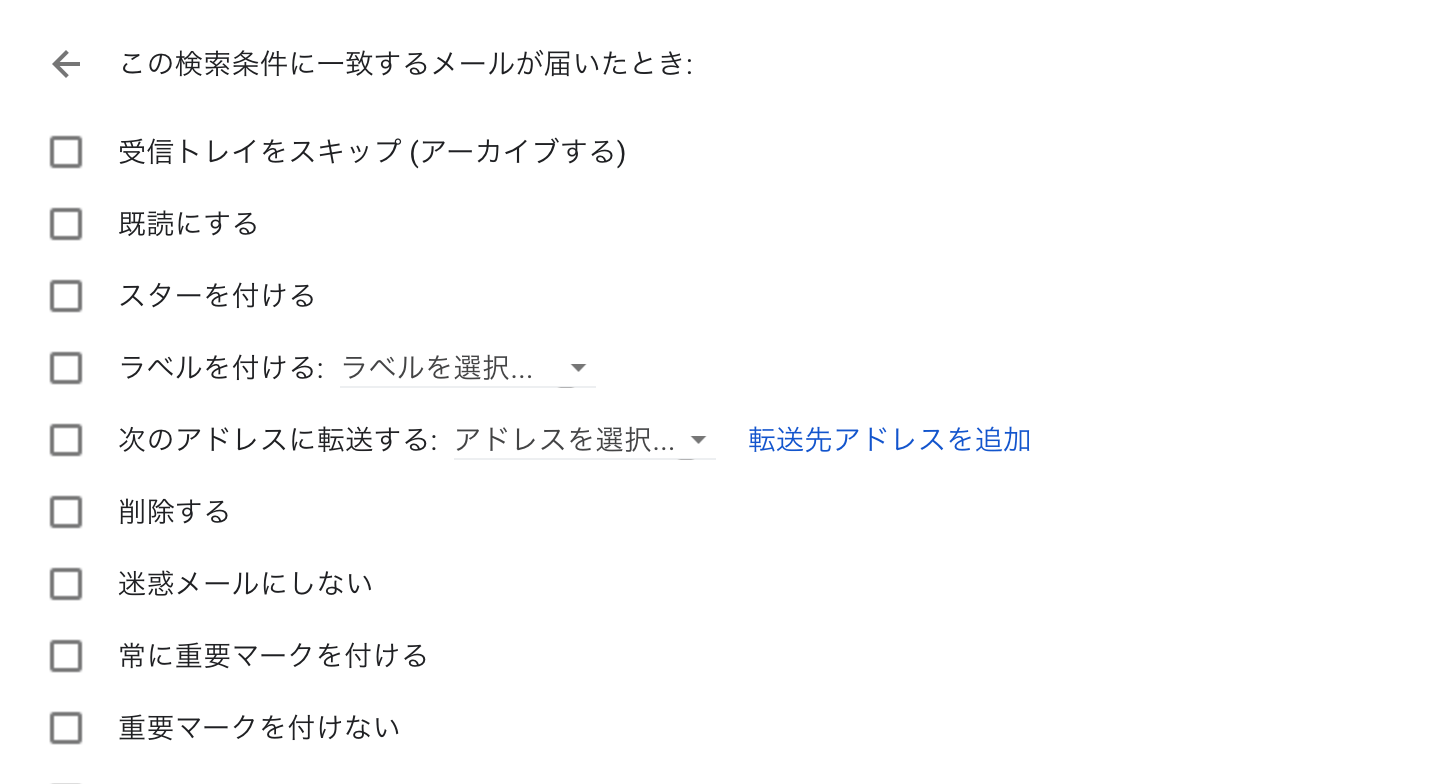 この検索条件に一致するメールが届いたとき:
受信トレイをスキップ (アーカイブする)
既読にする
スターを付ける
ラベルを付ける: ラベルを選択...
次のアドレスに転送する: アドレスを選択... 転送先アドレスを追加
削除する
迷惑メールにしない
常に重要マークを付ける
重要マークを付けない